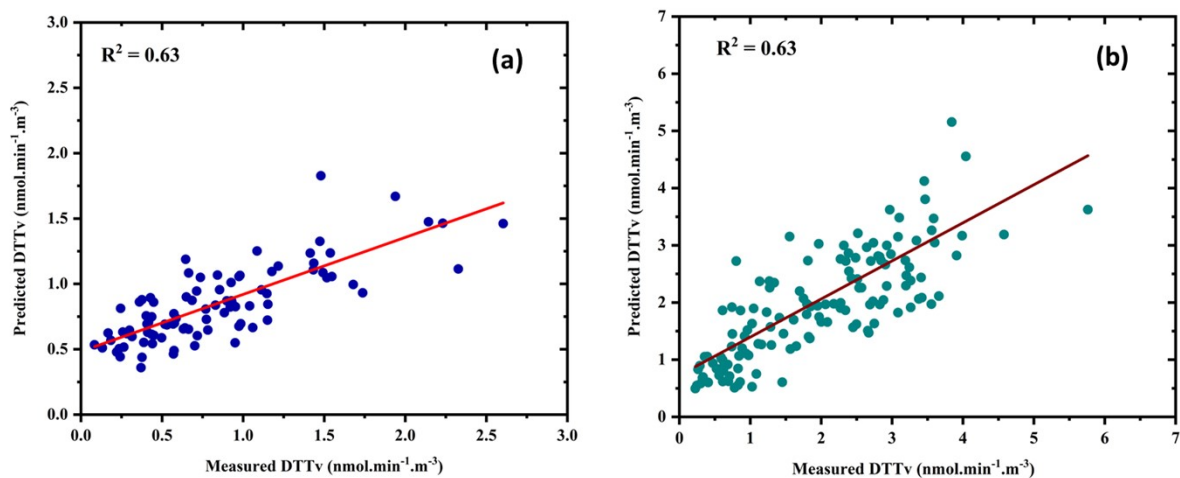 R² = 0.63
(a)
3.0
2.5
2.0
1.5
1.0
0.5
0.0
Predicted DTTv (nmol.min⁻¹.m⁻³)
0.0 0.5 1.0 1.5 2.0 2.5 3.0
Measured DTTv (nmol.min⁻¹.m⁻³)
R² = 0.63
(b)
7
6
5
4
3
2
1
0
Predicted DTTv (nmol.min⁻¹.m⁻³)
0 1 2 3 4 5 6 7
Measured DTTv (nmol.min⁻¹.m⁻³)